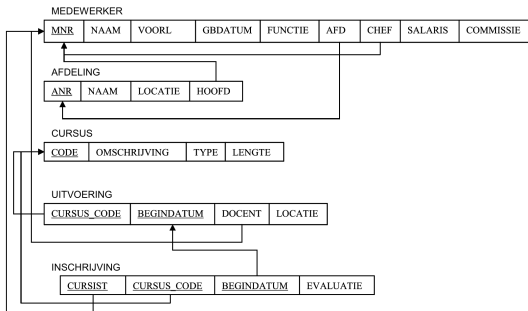 MEDEWERKER
MNR NAAM VOORL GBDATUM FUNCTIE AFD CHEF SALARIS COMMISSIE
AFDELING
ANR NAAM LOCATIE HOOFD
CURSUS
CODE OMSCHRIJVING TYPE LENGTE
UITVOERING
CURSUS_CODE BEGINDATUM DOCENT LOCATIE
INSCHRIJVING
CURSIST CURSUS_CODE BEGINDATUM EVALUATIE